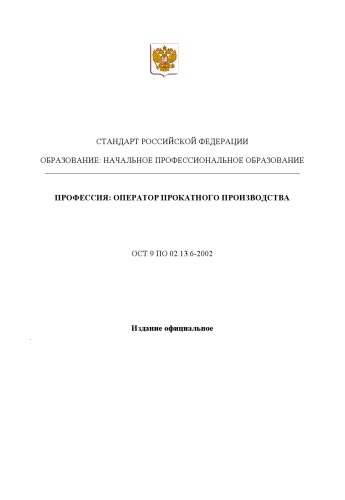 СТАНДАРТ РОССИЙСКОЙ ФЕДЕРАЦИИ
ОБРАЗОВАНИЕ: НАЧАЛЬНОЕ ПРОФЕССИОНАЛЬНОЕ ОБРАЗОВАНИЕ
ПРОФЕССИЯ: ОПЕРАТОР ПРОКАТНОГО ПРОИЗВОДСТВА
ОСТ 9 ПО 02.13.6-2002
Издание официальное